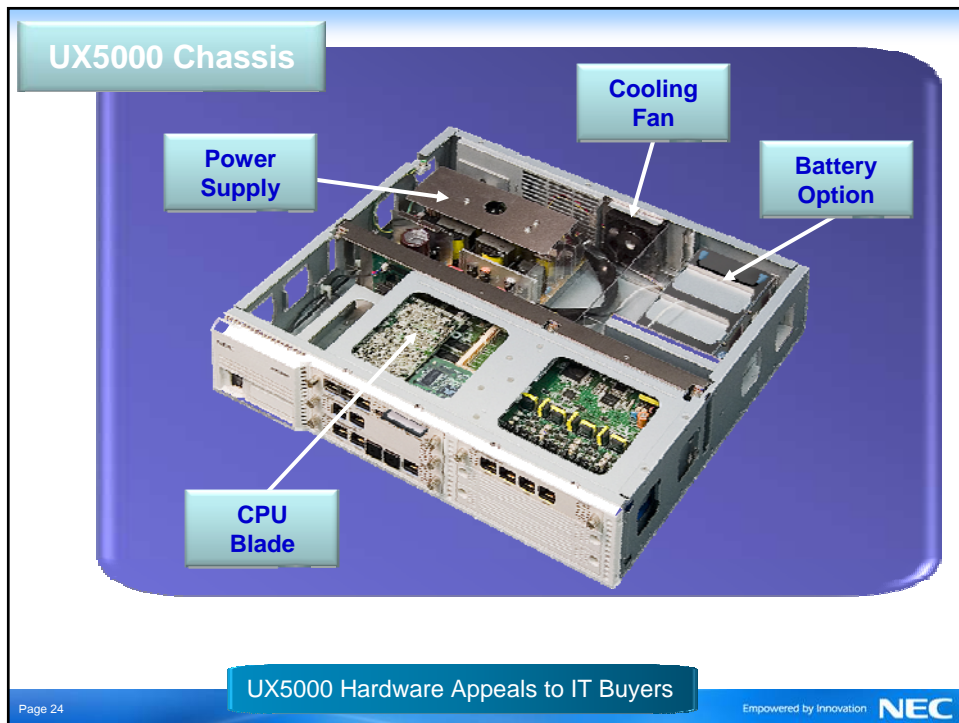 UX5000 Chassis
Cooling
Fan
Power
Supply
Battery
Option
NEC
CPU
Blade
UX5000 Hardware Appeals to IT Buyers
Page 24
Empowered by Innovation NEC